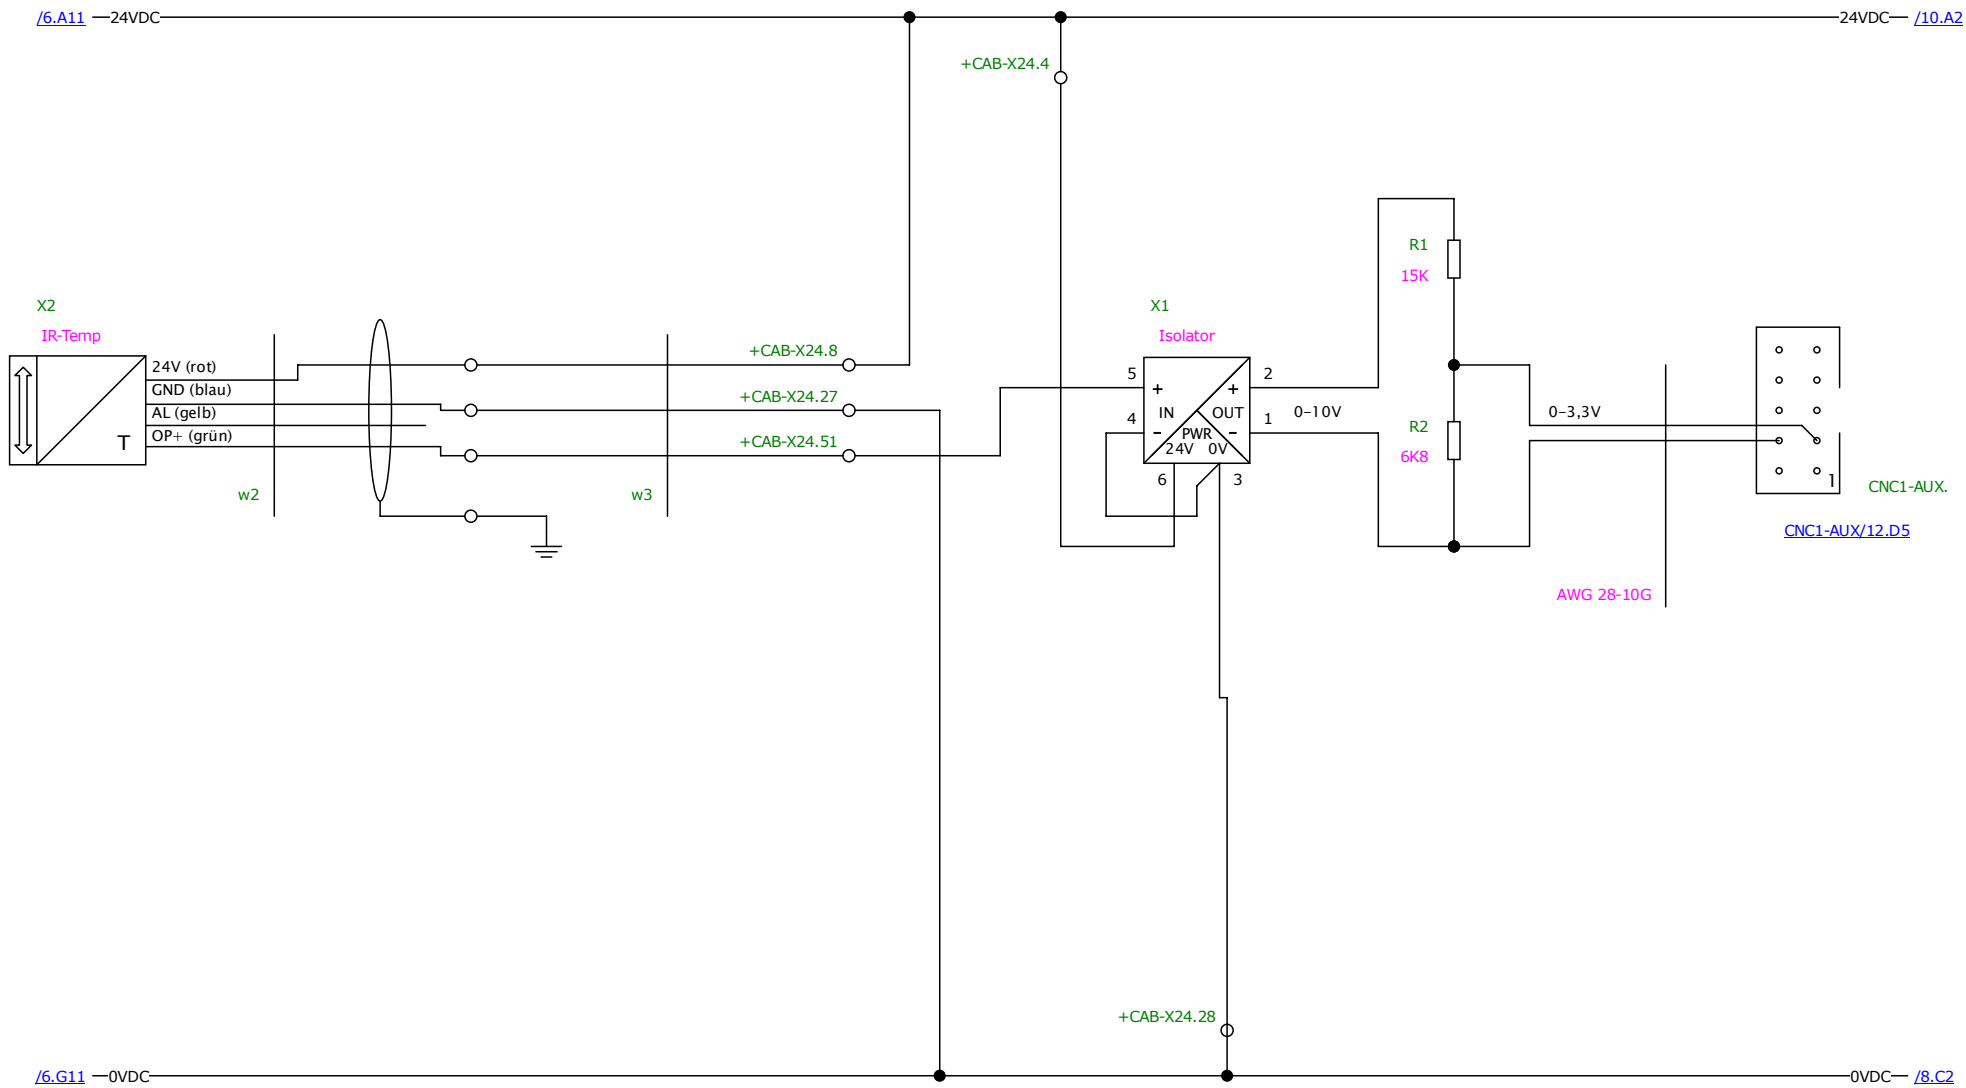 /6.A11 24VDC 24VDC /10.A2
+CAB-X24.4
R1
15K
X2
IR-Temp
24V (rot)
GND (blau)
AL (gelb)
OP+ (grün)
T
w2
w3
+CAB-X24.8
+CAB-X24.27
+CAB-X24.51
X1
Isolator
5 + + 2
IN OUT
4 - - 1
PWR
24V 0V
6 3
0-10V
R2
6K8
0-3,3V
1
CNC1-AUX.
CNC1-AUX/12.D5
AWG 28-10G
+CAB-X24.28
/6.G11 0VDC 0VDC /8.C2